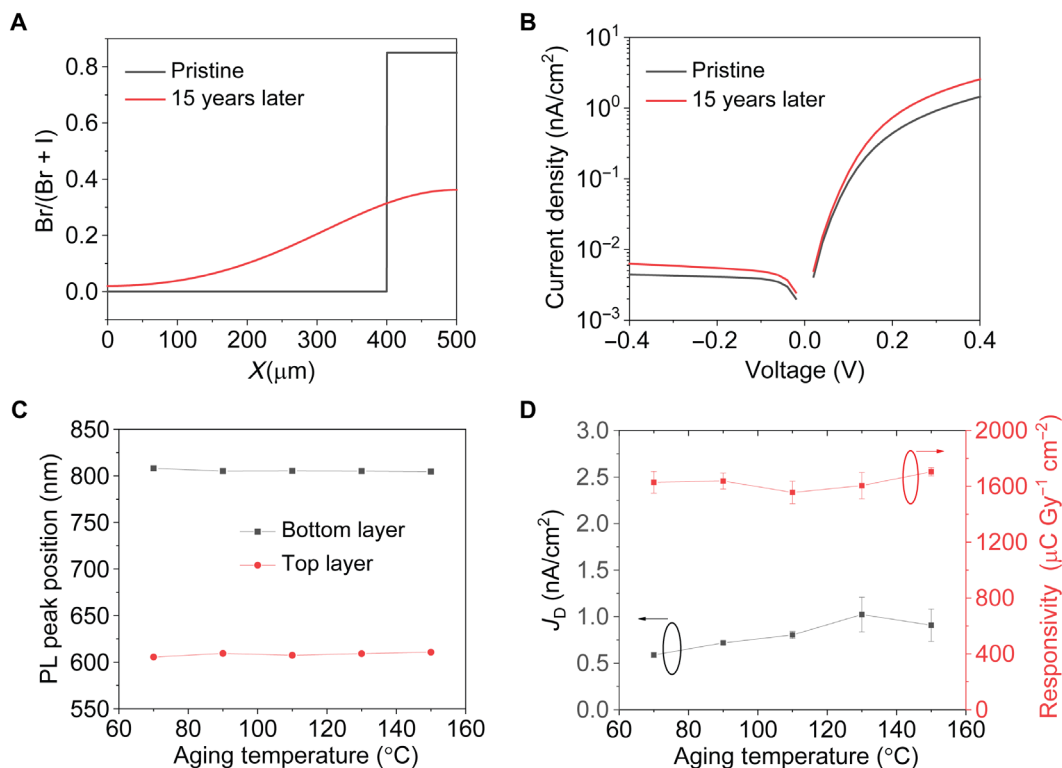 A
Br/(Br + I)
0.8
0.6
0.4
0.2
0.0
Pristine
15 years later
0
100
200
300
400
500
X(μm)
B
Current density (nA/cm²)
10¹
10⁰
10⁻¹
10⁻²
10⁻³
Pristine
15 years later
−0.4
−0.2
0.0
0.2
0.4
Voltage (V)
C
PL peak position (nm)
850
800
750
700
650
600
550
Bottom layer
Top layer
60
80
100
120
140
160
Aging temperature (°C)
D
J_D (nA/cm²)
3.0
2.5
2.0
1.5
1.0
0.5
0.0
60
80
100
120
140
160
Aging temperature (°C)
2000
1600
1200
800
400
0
Responsivity (μC Gy⁻¹ cm⁻²)